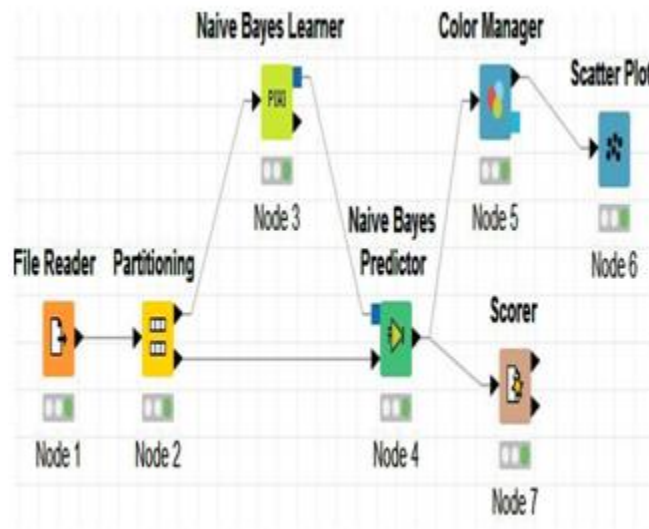 Naive Bayes Learner
Color Manager
Scatter Plot
P(X)
Node 3
Node 5
Node 6
File Reader
Partitioning
Naive Bayes
Predictor
Scorer
Node 1
Node 2
Node 4
Node 7